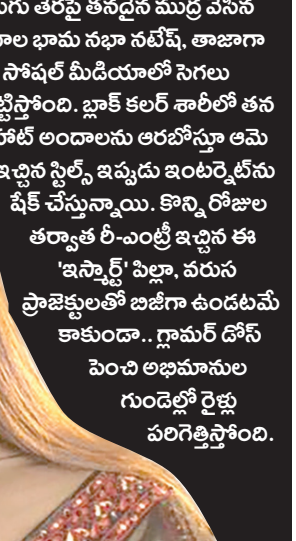 తెరపై తనదైన ముద్ర వేసిన
భామ నభా నటేష్, తాజాగా
సోషల్ మీడియాలో సెగలు
బ్లాక్ కలర్ శారీలో తన
హాట్ అందాలను ఆరబోస్తూ ఆమె
ఇచ్చిన స్టిల్స్ ఇప్పుడు ఇంటర్నెట్‌ను
షేక్ చేస్తున్నాయి. కొన్ని రోజుల
తర్వాత రీ-ఎంట్రీ ఇచ్చిన ఈ
'ఇస్మార్ట్' పిల్లా, వరుస
ప్రాజెక్టులతో బిజీగా ఉండటమే
కాకుండా.. గ్లామర్ డోస్
పెంచి అభిమానుల
గుండెల్లో రైళ్లు
పరిగెత్తిస్తోంది.